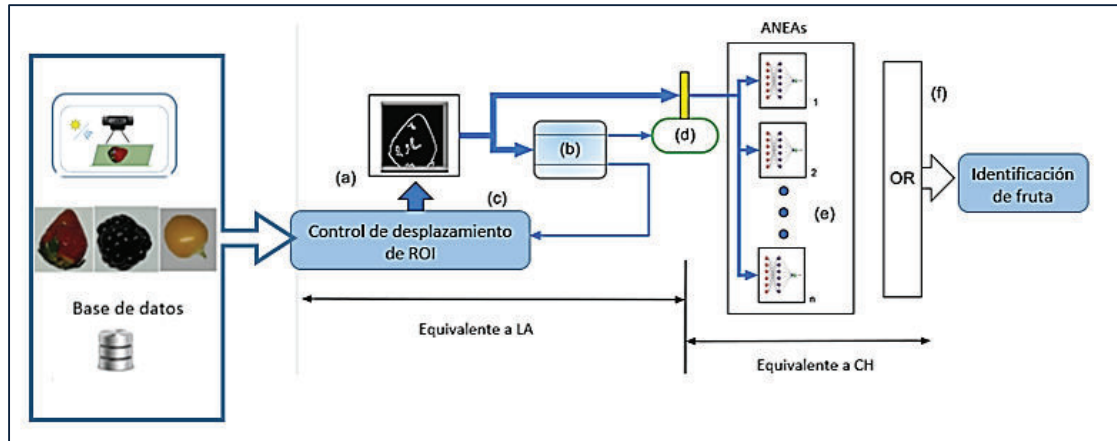 ANEAs
(a)
(b)
(c)
(d)
1
2
(e)
n
(f)
OR
Identificación
de fruta
Control de desplazamiento
de ROI
Base de datos
Equivalente a LA
Equivalente a CH